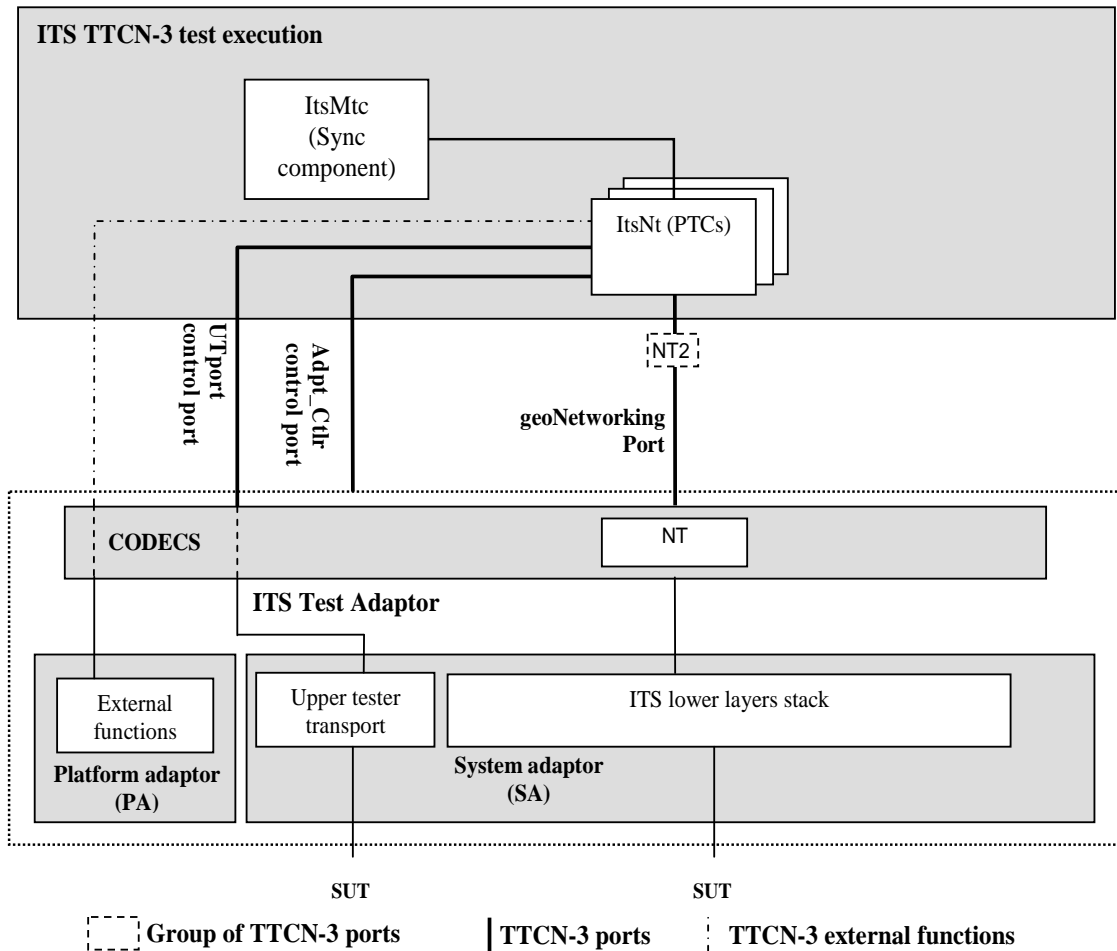 ITS TTCN-3 test execution
ItsMtc
(Sync
component)
ItsNt (PTCs)
UTport
control port
Adpt_Ctlr
control port
NT2
geoNetworking
Port
CODECS
NT
ITS Test Adaptor
External
functions
Platform adaptor
(PA)
Upper tester
transport
ITS lower layers stack
System adaptor
(SA)
SUT
SUT
Group of TTCN-3 ports
TTCN-3 ports
TTCN-3 external functions